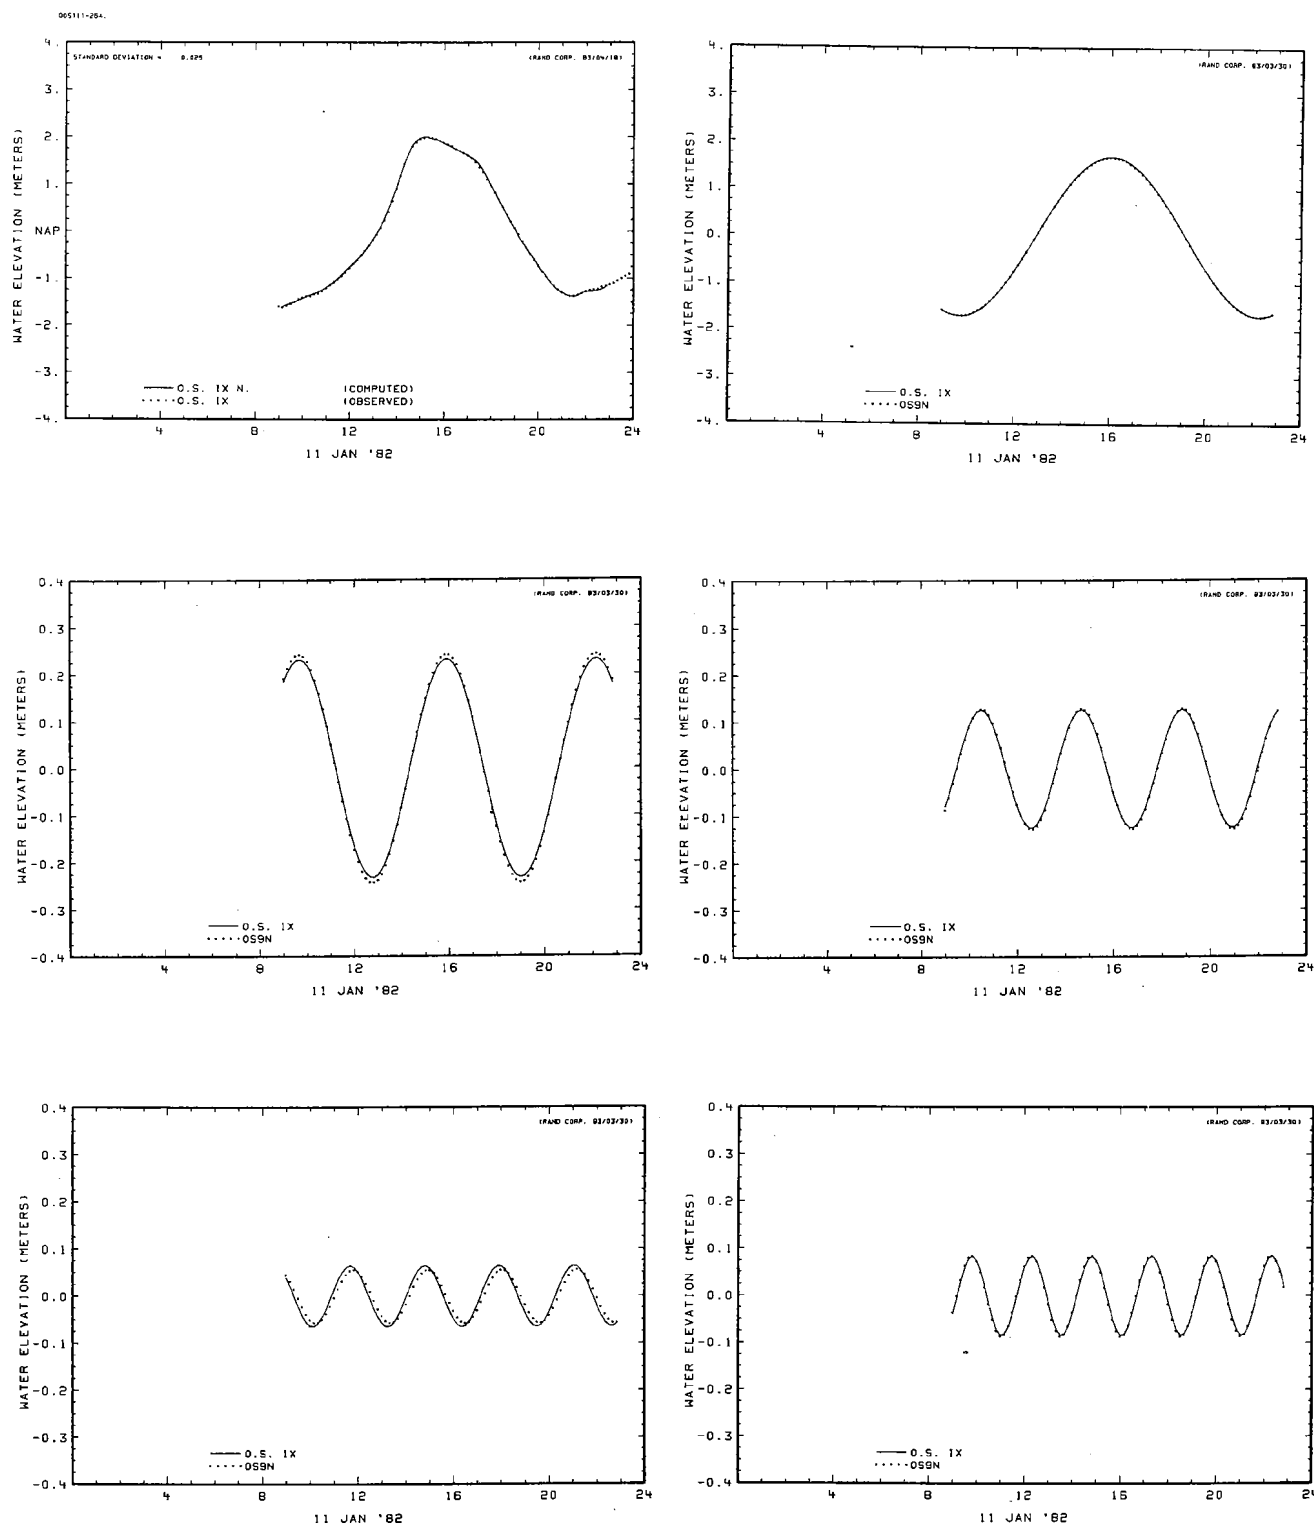 4.
STANDARD DEVIATION = 0.025
(RAND CORP. 83/04/18)
3.
2.
1.
NAP
-1.
-2.
-3.
-4.
WATER ELEVATION (METERS)
O.S. IX N. (COMPUTED)
O.S. IX (OBSERVED)
4 8 12 16 20 24
11 JAN '82
4.
(RAND CORP. 83/03/30)
3.
2.
1.
0.
-1.
-2.
-3.
-4.
WATER ELEVATION (METERS)
O.S. IX
OS9N
4 8 12 16 20 24
11 JAN '82
0.4
(RAND CORP. 83/03/30)
0.3
0.2
0.1
0.0
-0.1
-0.2
-0.3
-0.4
WATER ELEVATION (METERS)
O.S. IX
OS9N
4 8 12 16 20 24
11 JAN '82
0.4
(RAND CORP. 83/03/30)
0.3
0.2
0.1
0.0
-0.1
-0.2
-0.3
-0.4
WATER ELEVATION (METERS)
O.S. IX
OS9N
4 8 12 16 20 24
11 JAN '82
0.4
(RAND CORP. 83/03/30)
0.3
0.2
0.1
0.0
-0.1
-0.2
-0.3
-0.4
WATER ELEVATION (METERS)
O.S. IX
OS9N
4 8 12 16 20 24
11 JAN '82
0.4
(RAND CORP. 83/03/30)
0.3
0.2
0.1
0.0
-0.1
-0.2
-0.3
-0.4
WATER ELEVATION (METERS)
O.S. IX
OS9N
4 8 12 16 20 24
11 JAN '82